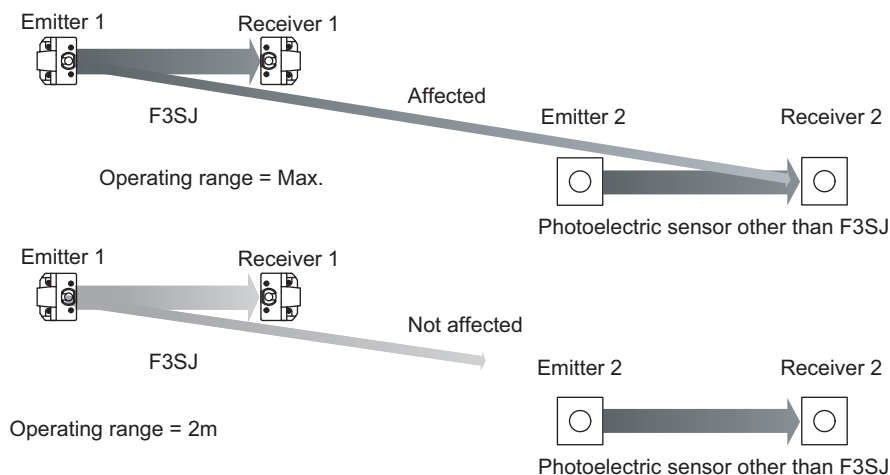 Emitter 1
Receiver 1
Affected
F3SJ
Emitter 2
Receiver 2
Operating range = Max.
Photoelectric sensor other than F3SJ
Emitter 1
Receiver 1
Not affected
F3SJ
Emitter 2
Receiver 2
Operating range = 2m
Photoelectric sensor other than F3SJ